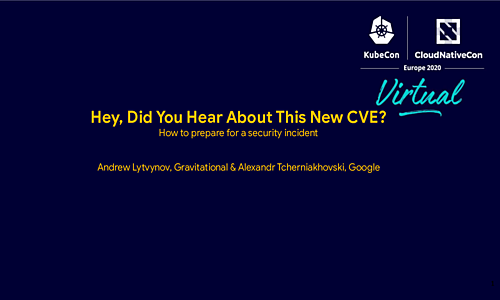 KubeCon
CloudNativeCon
Europe 2020
Virtual
Hey, Did You Hear About This New CVE?
How to prepare for a security incident
Andrew Lytvynov, Gravitational & Alexandr Tcherniakhovski, Google